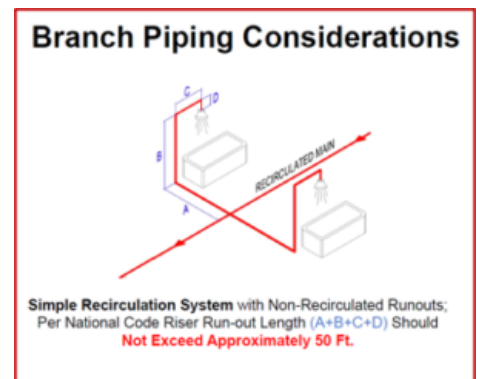 Branch Piping Considerations
C
D
B
RECIRCULATED MAIN
A
Simple Recirculation System with Non-Recirculated Runouts;
Per National Code Riser Run-out Length (A+B+C+D) Should
Not Exceed Approximately 50 Ft.